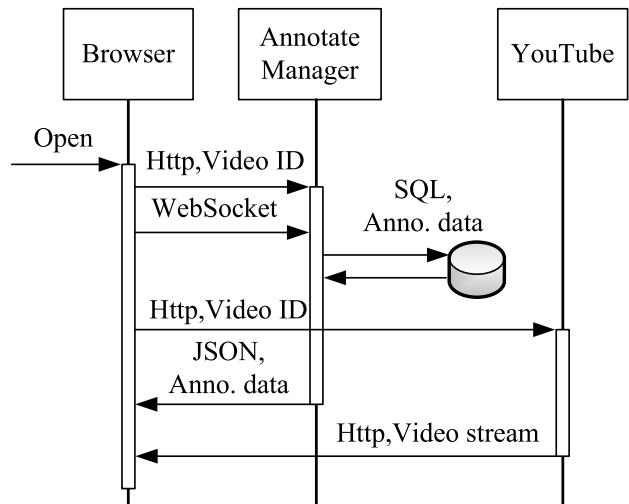 Browser
Annotate
Manager
YouTube
Open
Http,Video ID
WebSocket
SQL,
Anno. data
Http,Video ID
JSON,
Anno. data
Http,Video stream